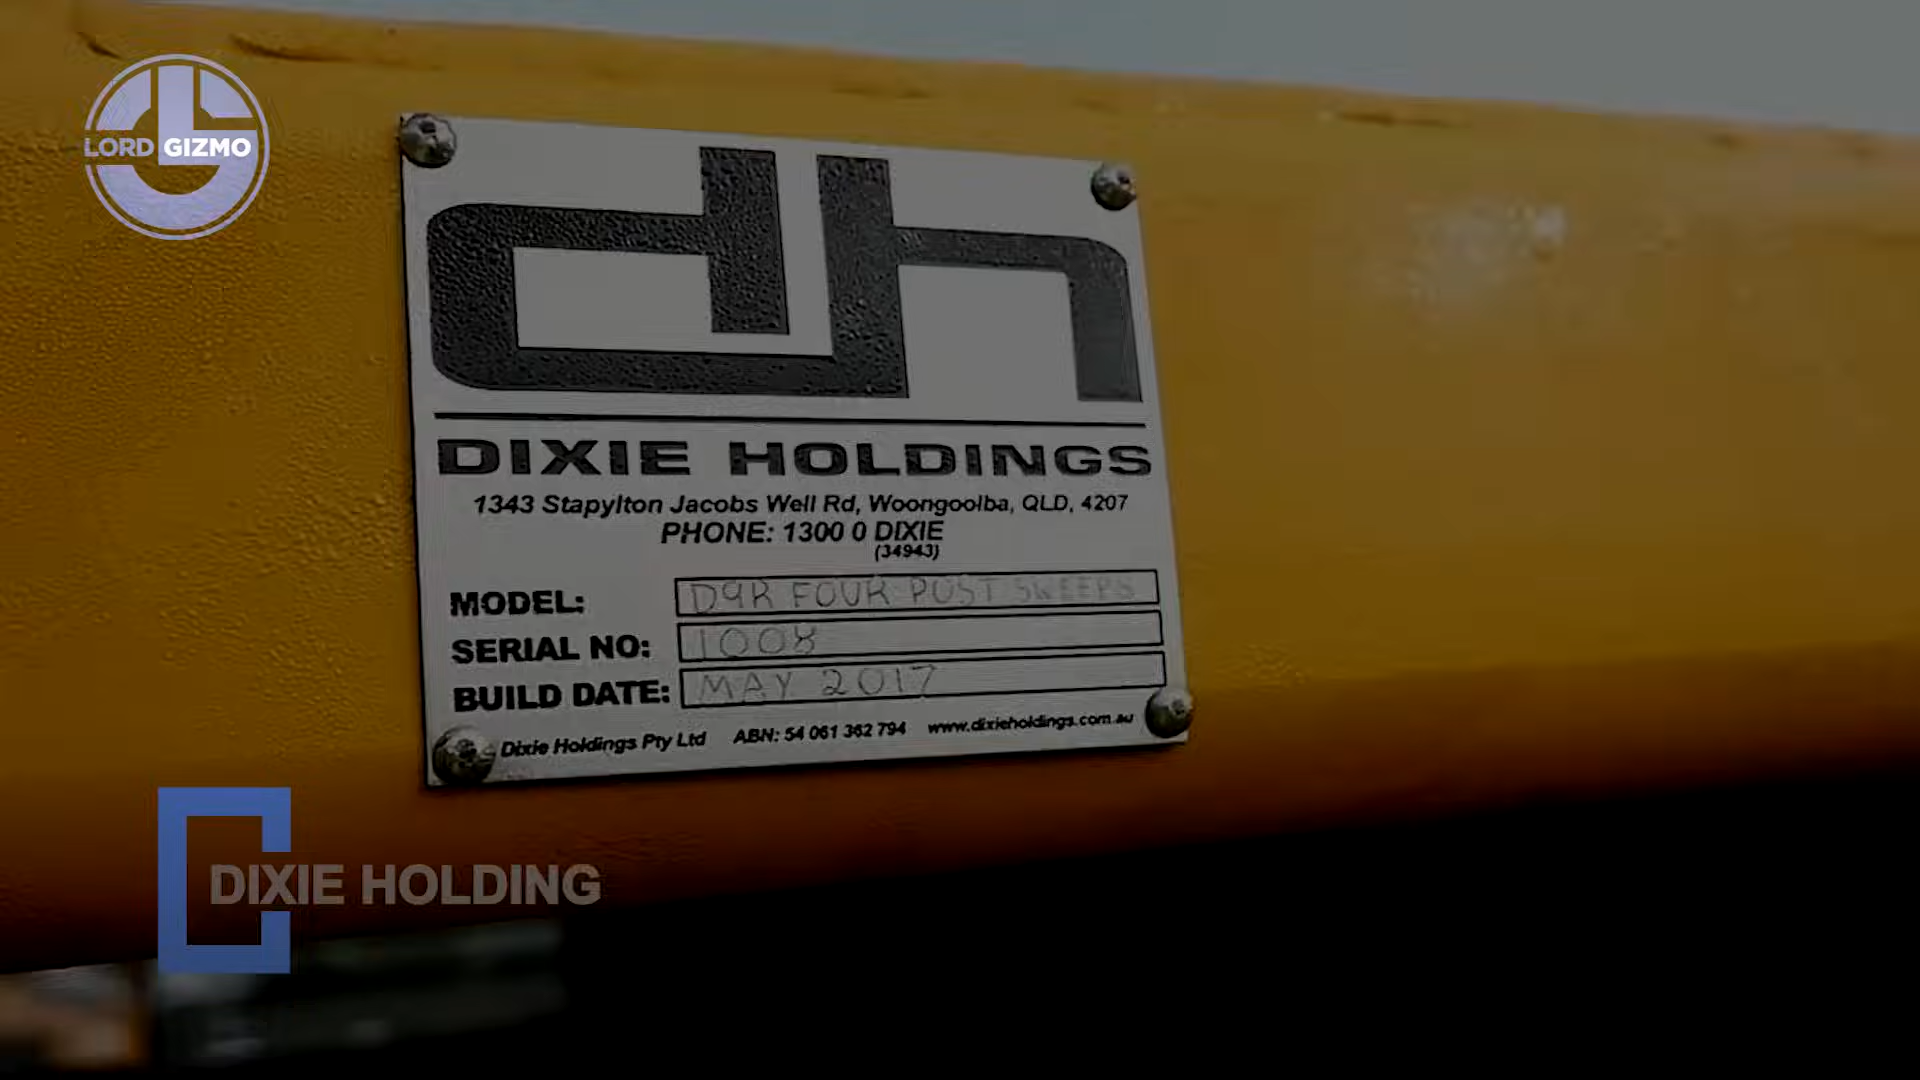 LORD GIZMO
dh
DIXIE HOLDINGS
1343 Stapylton Jacobs Well Rd, Woongoolba, QLD, 4207
PHONE: 1300 0 DIXIE
(34943)
MODEL: D9R FOUR POST SWEEPS
SERIAL NO: 1008
BUILD DATE: MAY 2017
Dixie Holdings Pty Ltd ABN: 54 061 362 794 www.dixieholdings.com.au
DIXIE HOLDING